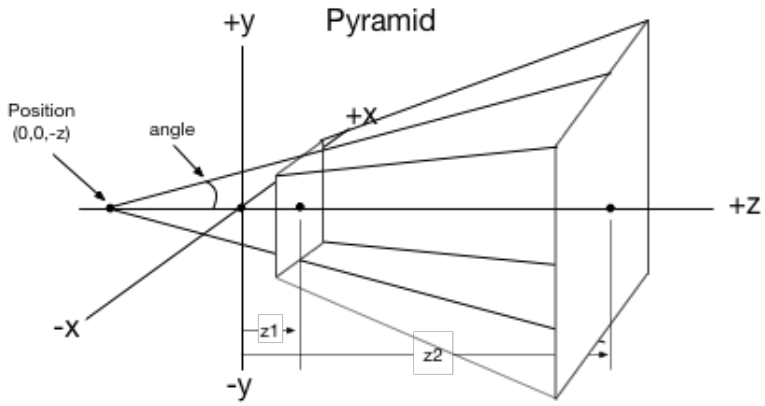 +y
Pyramid
+x
Position
(0,0,-z)
angle
+z
-x
z1
z2
-y